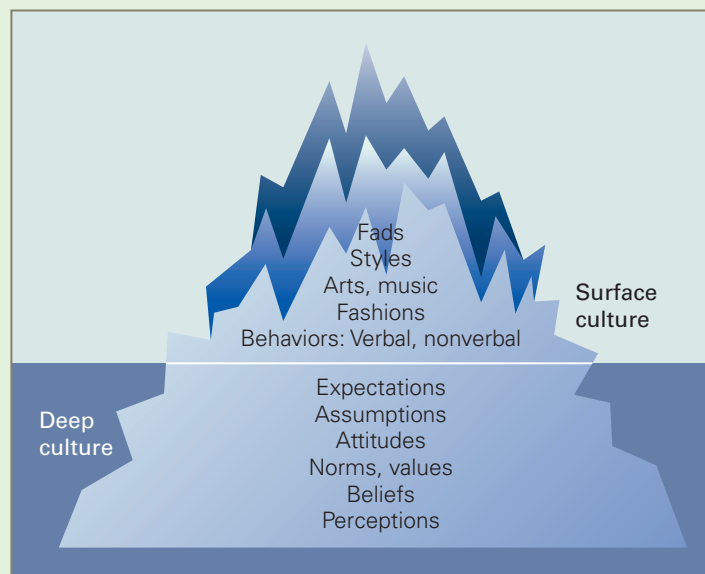 Fads
Styles
Arts, music
Fashions
Behaviors: Verbal, nonverbal
Surface
culture
Expectations
Assumptions
Attitudes
Norms, values
Beliefs
Perceptions
Deep
culture